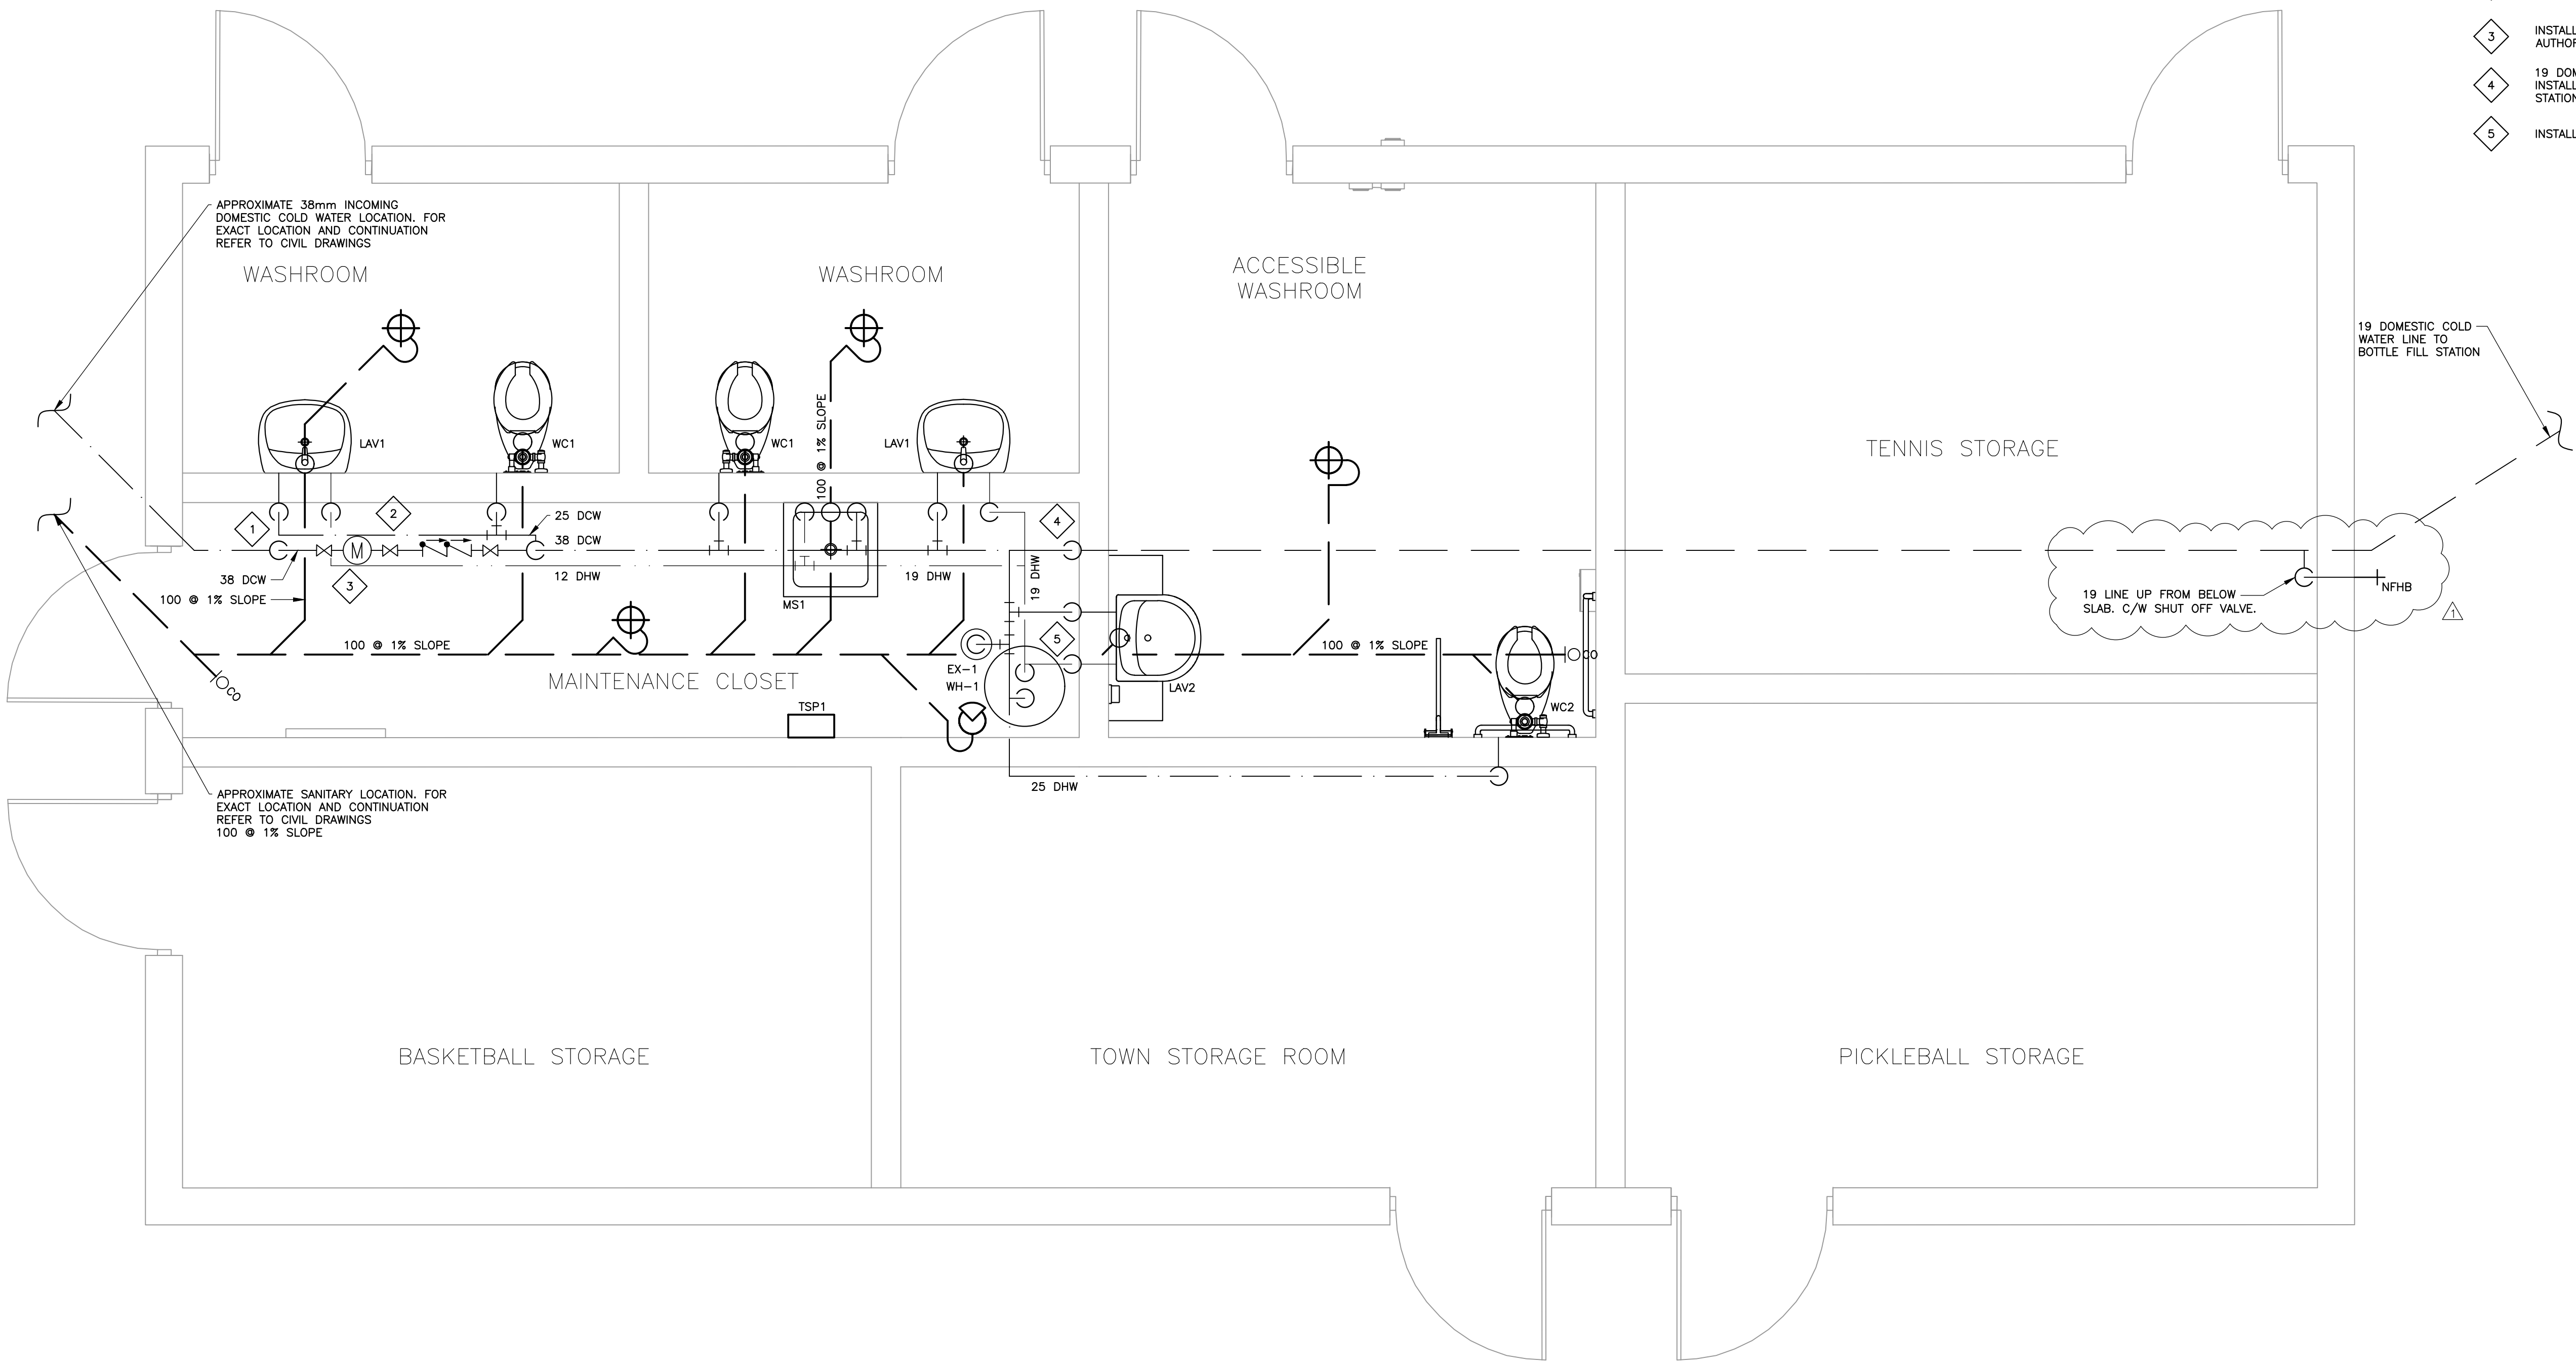 3
INSTALL
4
INSTALL
STATION
5
INSTALL
APPROXIMATE 38mm INCOMING
DOMESTIC COLD WATER LOCATION. FOR
EXACT LOCATION AND CONTINUATION
REFER TO CIVIL DRAWINGS
WASHROOM
WASHROOM
ACCESSIBLE
WASHROOM
19 DOMESTIC COLD
WATER LINE TO
BOTTLE FILL STATION
100 @ 1% SLOPE
LAV1
WC1
WC1
LAV1
TENNIS STORAGE
1
2
25 DCW
4
38 DCW
M
38 DCW
3
12 DHW
19 DHW
19 DHW
100 @ 1% SLOPE
MS1
19 LINE UP FROM BELOW
SLAB. C/W SHUT OFF VALVE.
NFHB
1
100 @ 1% SLOPE
5
100 @ 1% SLOPE
CO
EX-1
WH-1
LAV2
CO
MAINTENANCE CLOSET
TSP1
WC2
25 DHW
APPROXIMATE SANITARY LOCATION. FOR
EXACT LOCATION AND CONTINUATION
REFER TO CIVIL DRAWINGS
100 @ 1% SLOPE
BASKETBALL STORAGE
TOWN STORAGE ROOM
PICKLEBALL STORAGE